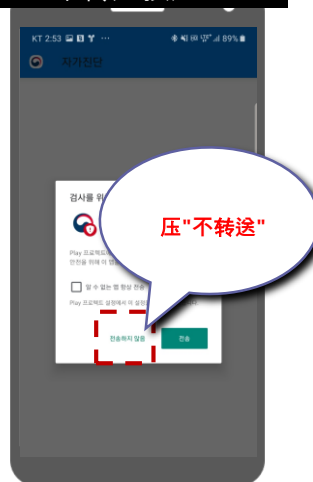 KT 2:53 89%
자가진단
검사를 위
압"不转送"
Play 프로텍트
안전을 위해 이 앱
알 수 없는 앱 항상 전송
Play 프로텍트 설정에서 이 설정
전송하지 않음 전송